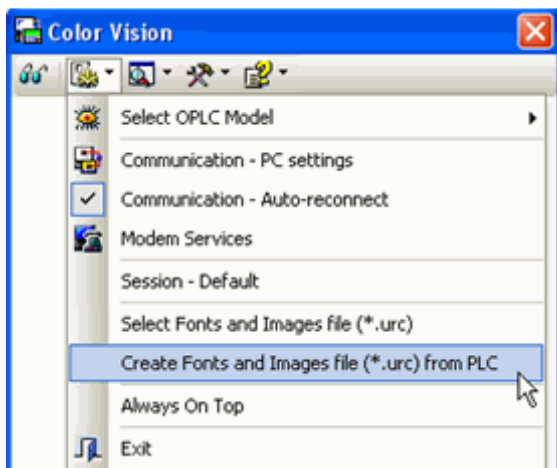 Color Vision
Select OPLC Model
Communication - PC settings
Communication - Auto-reconnect
Modem Services
Session - Default
Select Fonts and Images file (*.urc)
Create Fonts and Images file (*.urc) from PLC
Always On Top
Exit